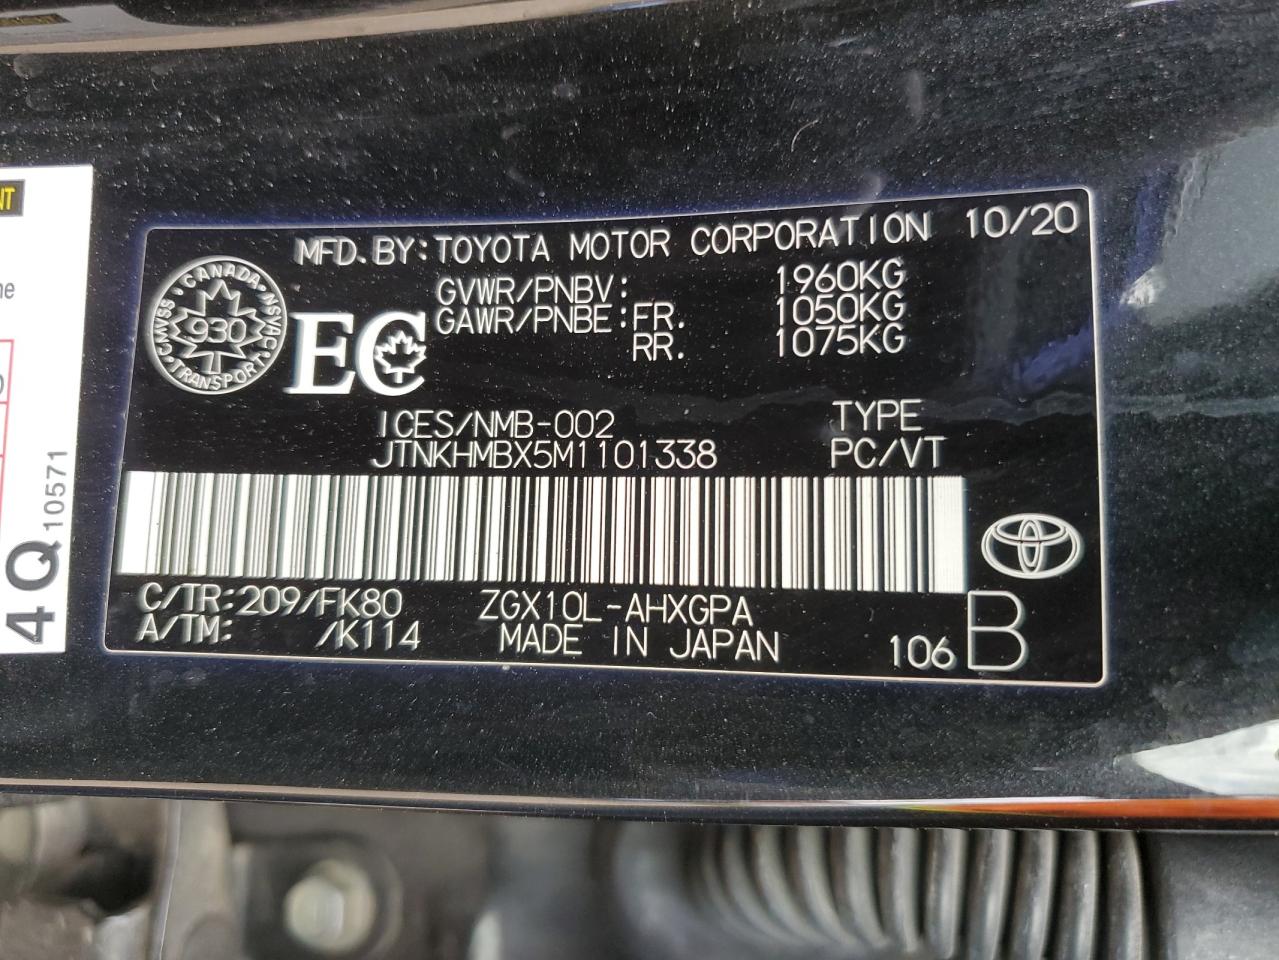 MFD.BY:TOYOTA MOTOR CORPORATION 10/20
GVWR/PNBV: 1960KG
GAWR/PNBE:FR. 1050KG
RR. 1075KG
CANADA
CMVSS NSVAC
930
T
TRANSPORT
EC
ICES/NMB-002 TYPE
JTNKHMBX5M1101338 PC/VT
C/TR:209/FK80 ZGX10L-AHXGPA
A/TM: /K114 MADE IN JAPAN 106 B
4Q 10571